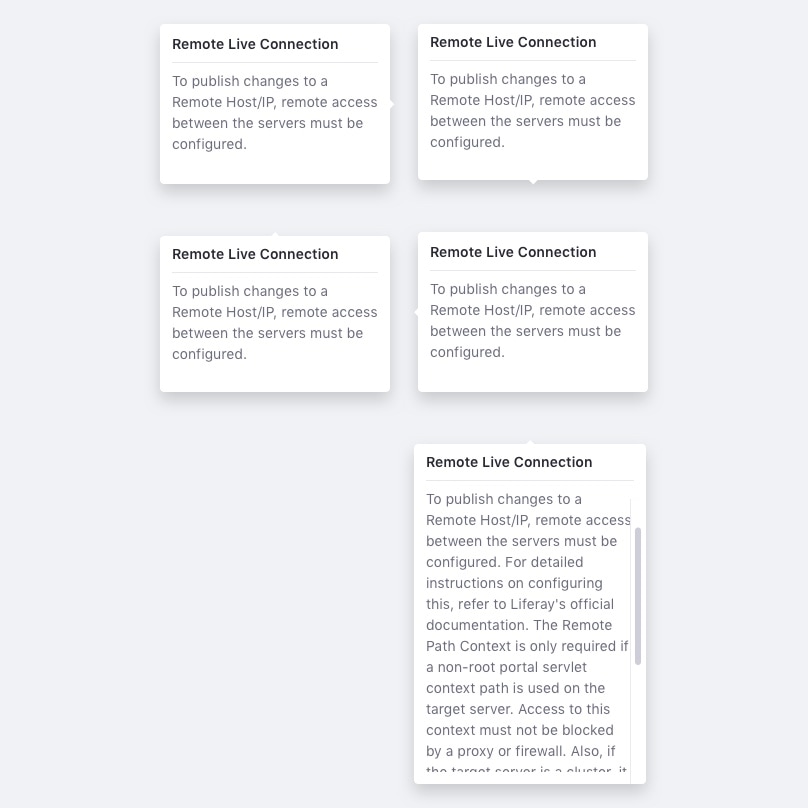 Remote Live Connection
To publish changes to a
Remote Host/IP, remote access
between the servers must be
configured.
Remote Live Connection
To publish changes to a
Remote Host/IP, remote access
between the servers must be
configured.
Remote Live Connection
To publish changes to a
Remote Host/IP, remote access
between the servers must be
configured.
Remote Live Connection
To publish changes to a
Remote Host/IP, remote access
between the servers must be
configured.
Remote Live Connection
To publish changes to a
Remote Host/IP, remote access
between the servers must be
configured. For detailed
instructions on configuring
this, refer to Liferay's official
documentation. The Remote
Path Context is only required if
a non-root portal servlet
context path is used on the
target server. Access to this
context must not be blocked
by a proxy or firewall. Also, if
the target server is a cluster, it